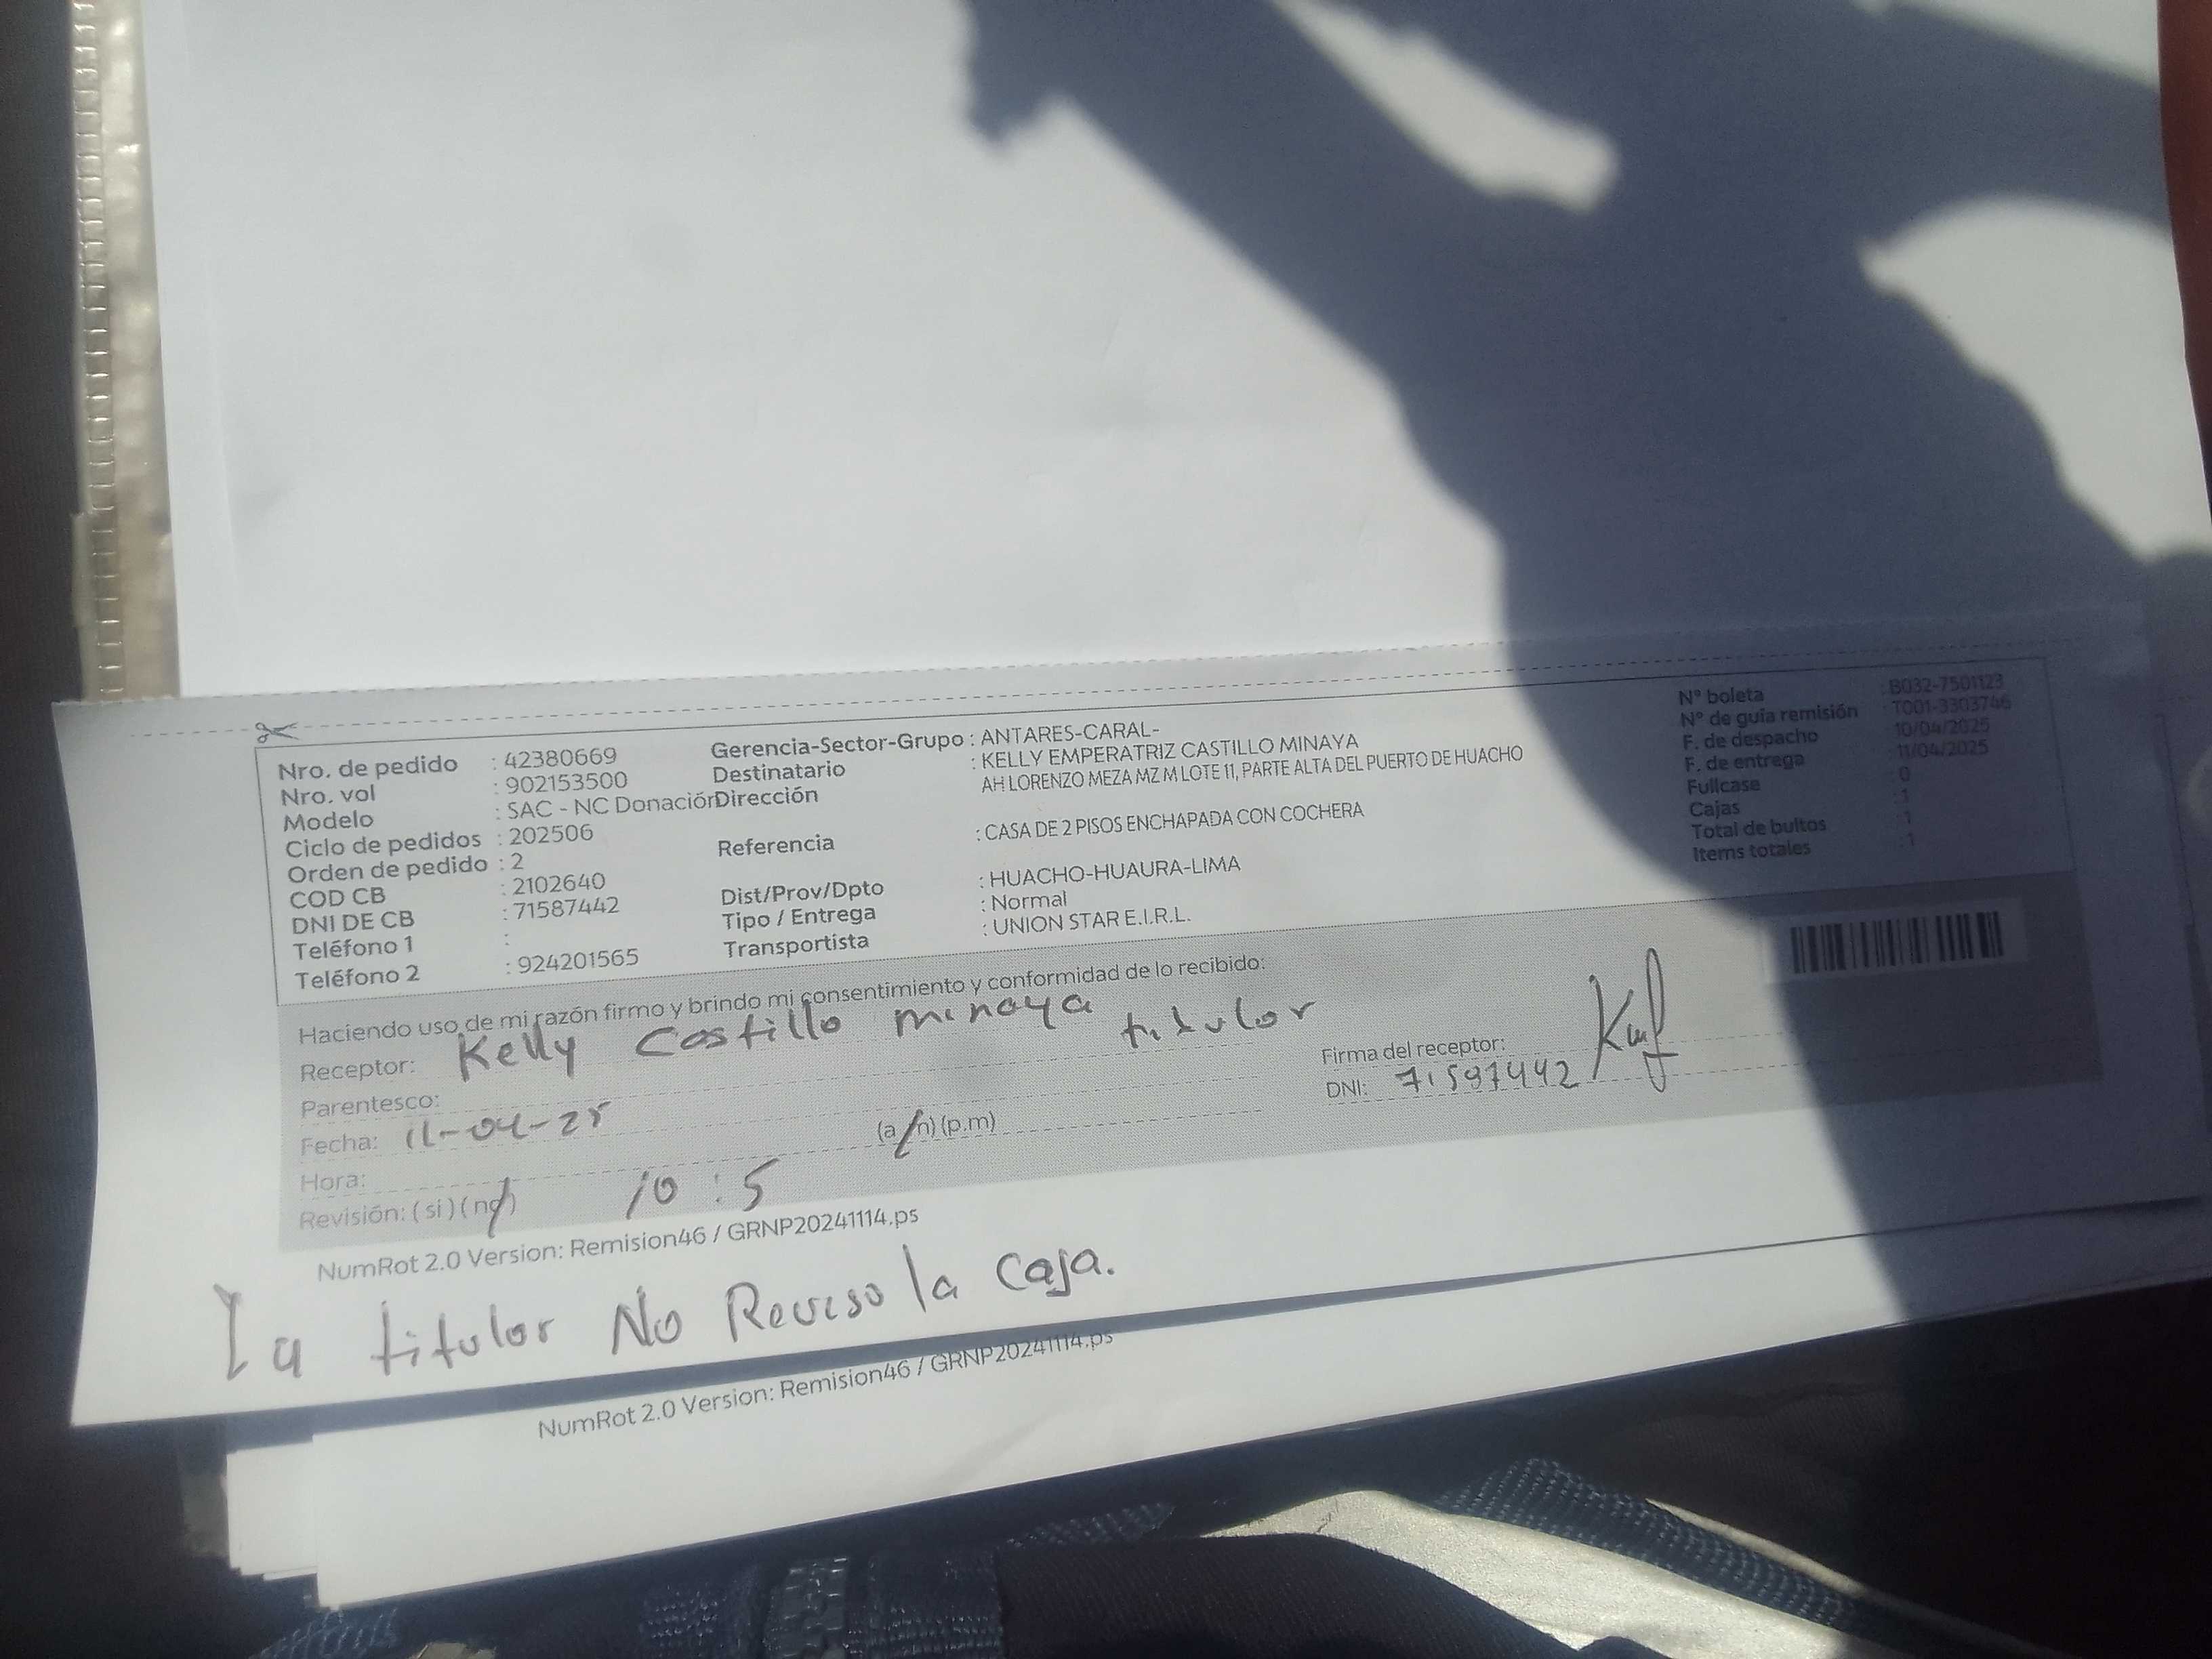 Nro. de pedido : 42380669
Nro. vol : 902153500
Modelo : SAC - NC Donación
Ciclo de pedidos : 202506
Orden de pedido : 2
COD CB : 2102640
DNI DE CB : 71587442
Teléfono 1 :
Teléfono 2 : 924201565
Gerencia-Sector-Grupo : ANTARES-CARAL-
Destinatario : KELLY EMPERATRIZ CASTILLO MINAYA
Dirección AH LORENZO MEZA MZ M LOTE 11, PARTE ALTA DEL PUERTO DE HUACHO
Referencia : CASA DE 2 PISOS ENCHAPADA CON COCHERA
Dist/Prov/Dpto : HUACHO-HUAURA-LIMA
Tipo / Entrega : Normal
Transportista : UNION STAR E.I.R.L.
N° boleta : B032-7501123
N° de guía remisión : T001-3303746
F. de despacho 10/04/2025
F. de entrega 11/04/2025
Fullcase : 0
Cajas : 1
Total de bultos 1
Items totales : 1
Haciendo uso de mi razón firmo y brindo mi consentimiento y conformidad de lo recibido:
Receptor: Kelly Castillo minaya titular
Parentesco:
Fecha: 11-04-25
Hora: 10:5 (a.m)(p.m)
Revisión: (si) (no)
Firma del receptor:
DNI: 71597442
NumRot 2.0 Version: Remision46 / GRNP20241114.ps
La titular No Reviso la Caja.
NumRot 2.0 Version: Remision46 / GRNP20241114.ps